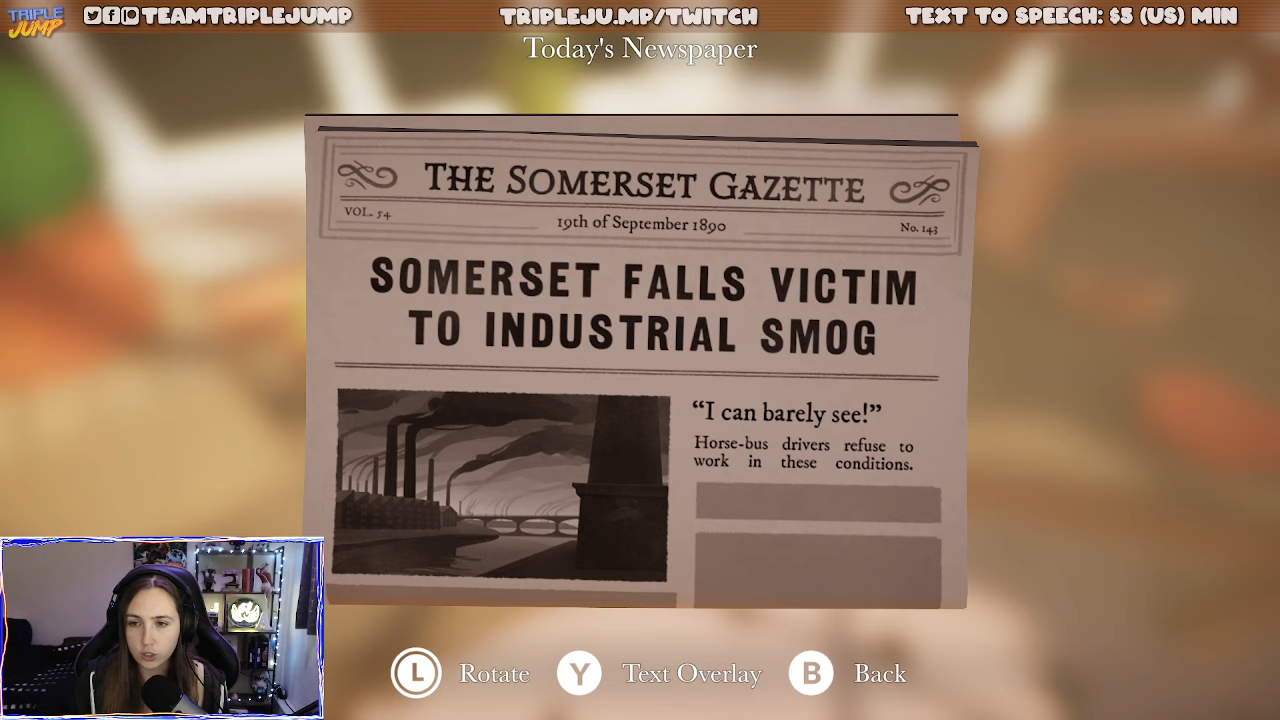 TRIPLE JUMP
TEAMTRIPLEJUMP
TRIPLEJU.MP/TWITCH
TEXT TO SPEECH: $5 (US) MIN
Today's Newspaper
THE SOMERSET GAZETTE
VOL. 54
19th of September 1890
No. 143
SOMERSET FALLS VICTIM
TO INDUSTRIAL SMOG
“I can barely see!”
Horse-bus drivers refuse to
work in these conditions.
L Rotate Y Text Overlay B Back